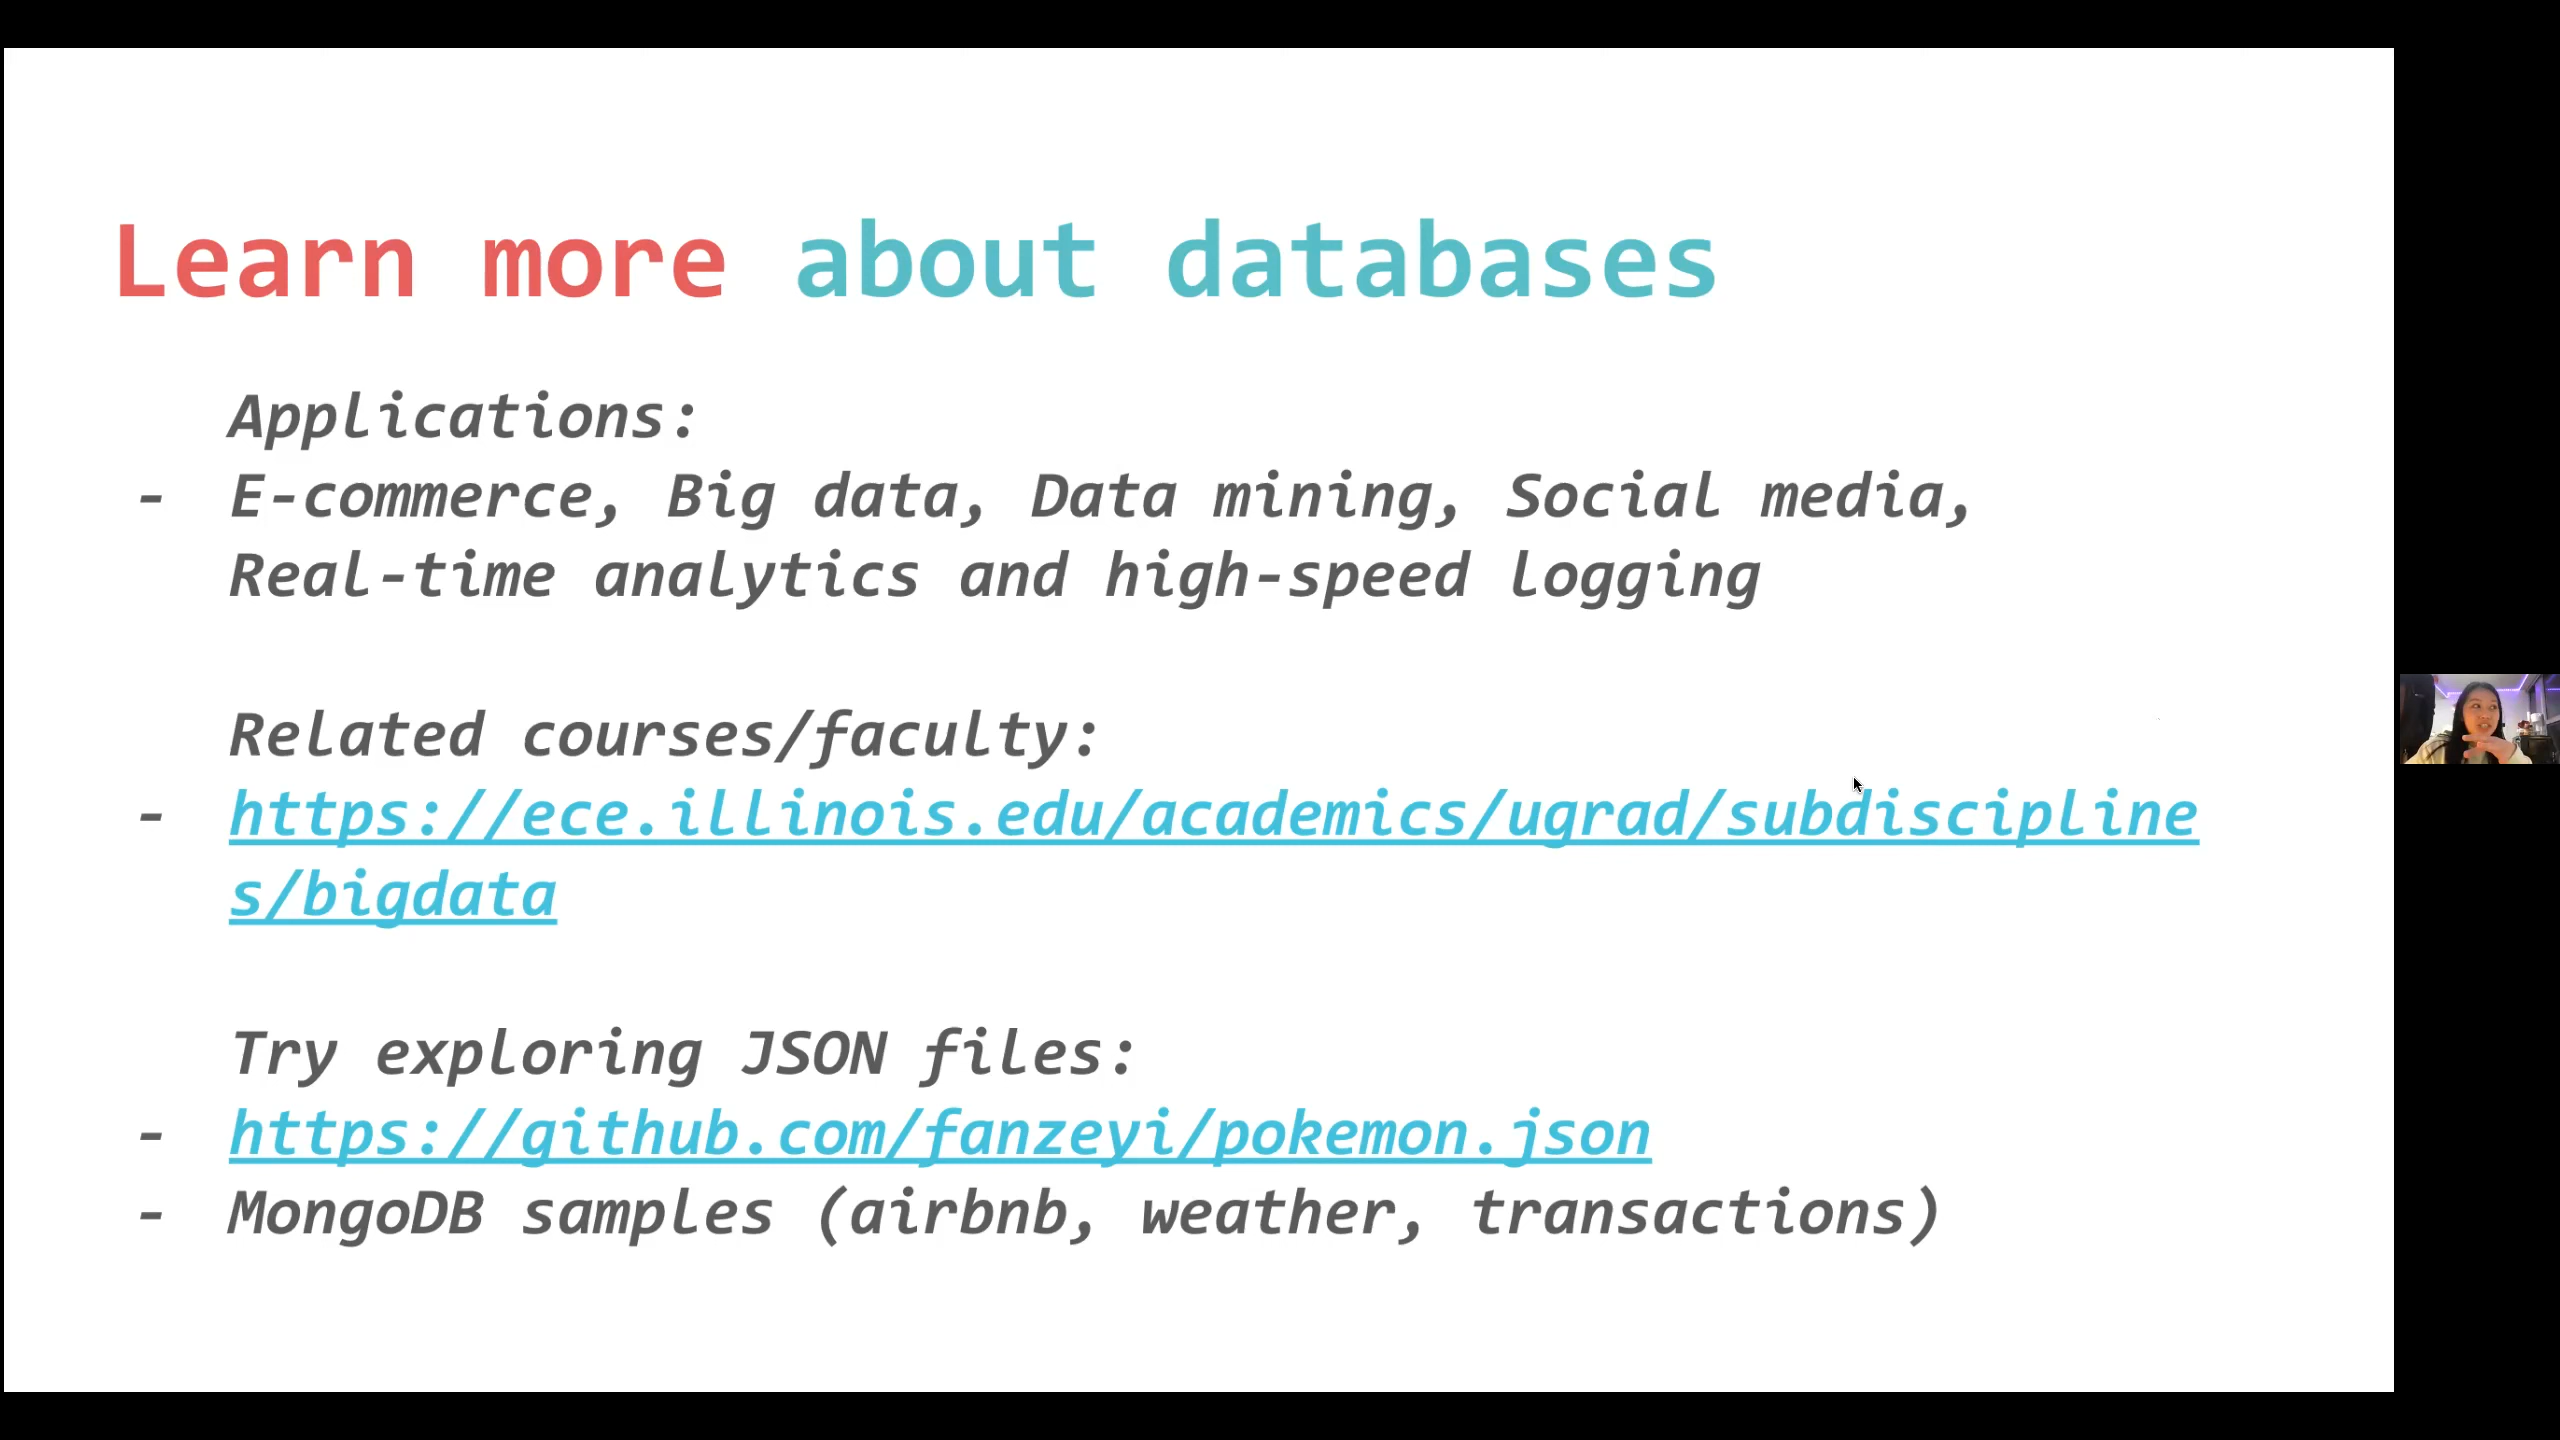 Learn more about databases
Applications:
- E-commerce, Big data, Data mining, Social media,
Real-time analytics and high-speed logging
Related courses/faculty:
- https://ece.illinois.edu/academics/ugrad/subdiscipline
s/bigdata
Try exploring JSON files:
- https://github.com/fanzeyi/pokemon.json
- MongoDB samples (airbnb, weather, transactions)